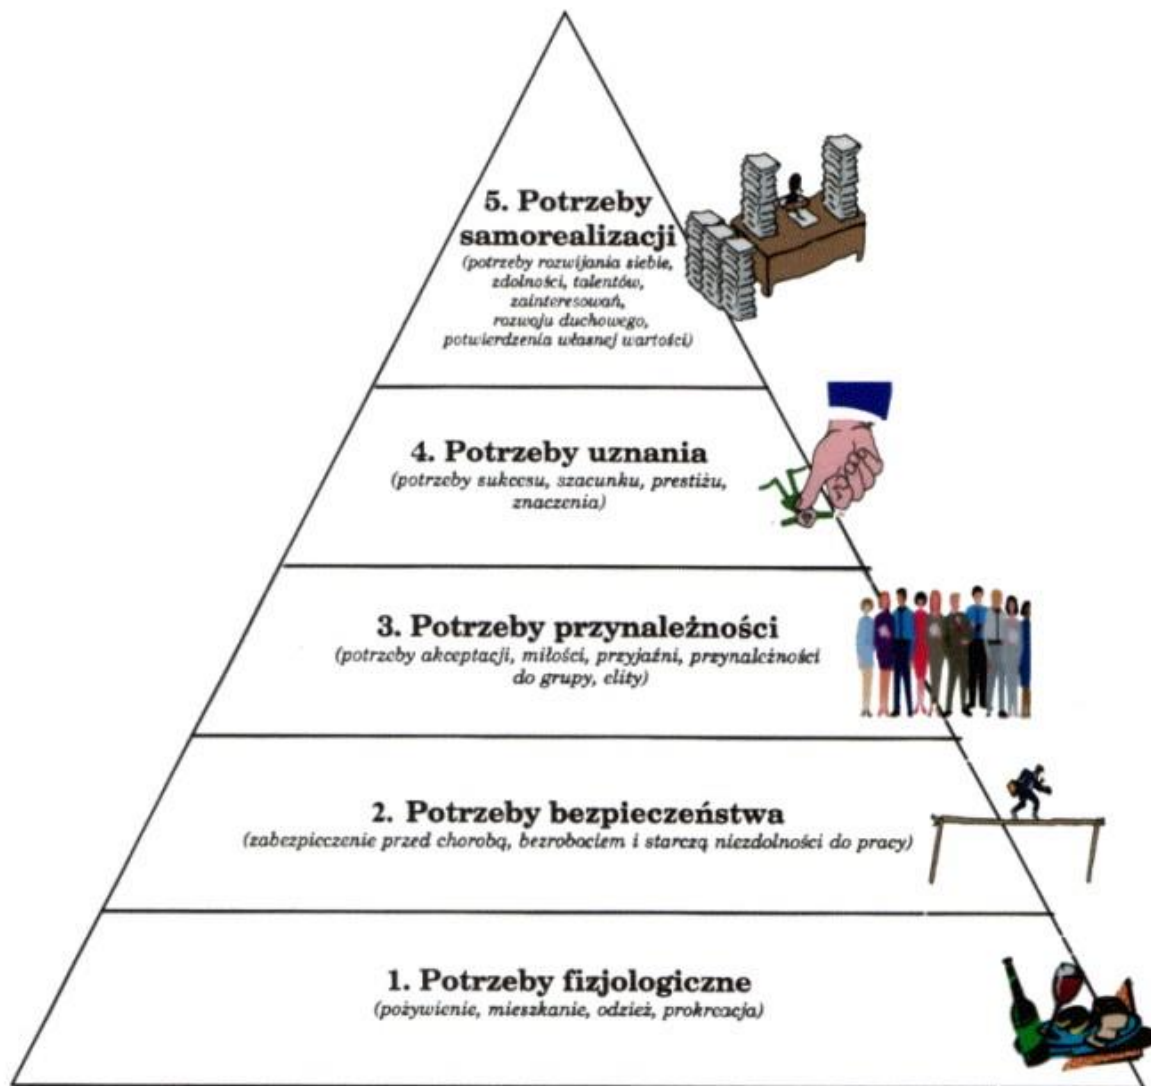 5. Potrzeby
samorealizacji
(potrzeby rozwijania siebie,
zdolności, talentów,
zainteresowań,
rozwoju duchowego,
potwierdzenia własnej wartości)
4. Potrzeby uznania
(potrzeby sukcesu, szacunku, prestiżu,
znaczenia)
3. Potrzeby przynależności
(potrzeby akceptacji, miłości, przyjaźni, przynależności
do grupy, elity)
2. Potrzeby bezpieczeństwa
(zabezpieczenie przed chorobą, bezrobociem i starczą niezdolności do pracy)
1. Potrzeby fizjologiczne
(pożywienie, mieszkanie, odzież, prokreacja)